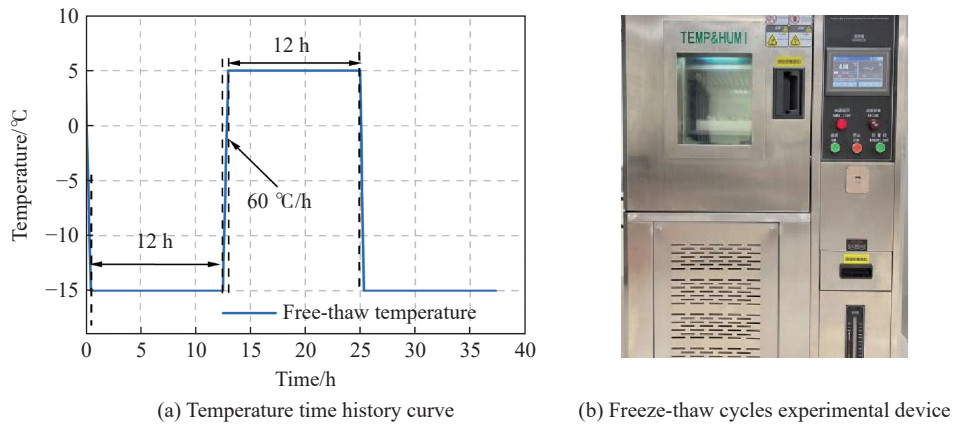 10
5
0
−5
−10
−15
Temperature/℃
12 h
60 ℃/h
12 h
Free-thaw temperature
0
5
10
15
20
25
30
35
40
Time/h
(a) Temperature time history curve
TEMP&HUMI
(b) Freeze-thaw cycles experimental device